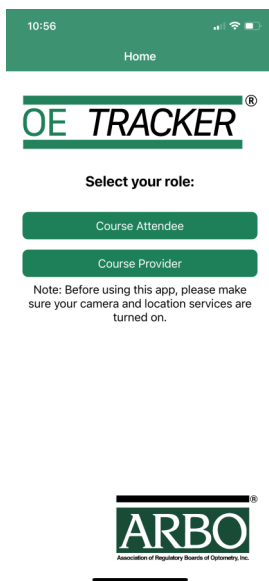 10:56
Home
OE TRACKER®
Select your role:
Course Attendee
Course Provider
Note: Before using this app, please make
sure your camera and location services are
turned on.
®
ARBO
Association of Regulatory Boards of Optometry, Inc.